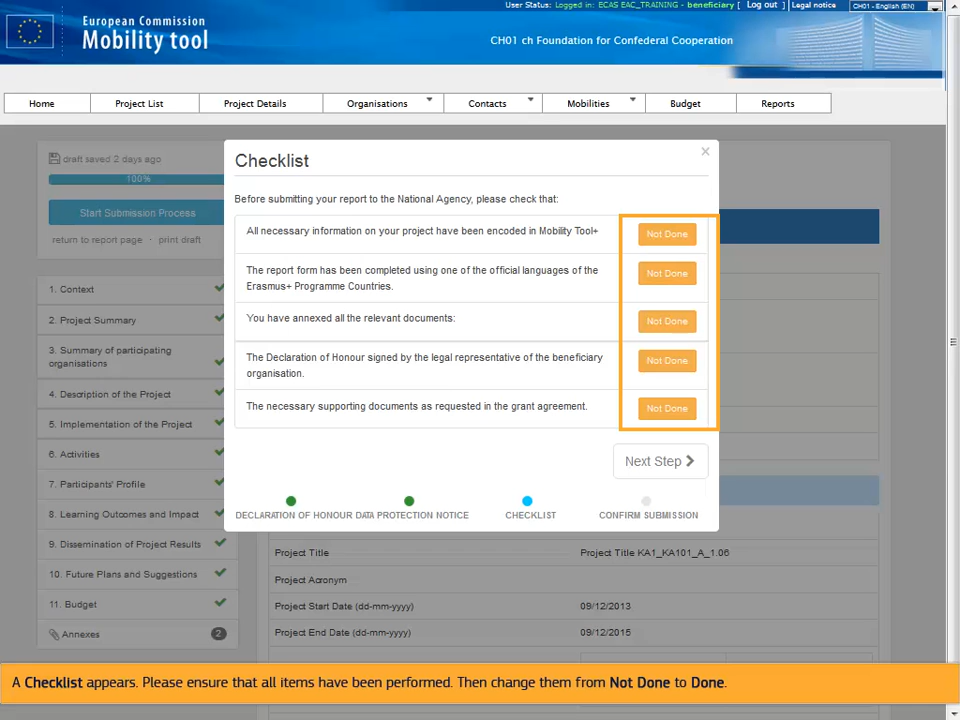 User Status: Logged in: ECAS EAC_TRAINING - beneficiary [ Log out ] Legal notice CH01 - English (EN)
European Commission
Mobility tool
CH01 ch Foundation for Confederal Cooperation
Home Project List Project Details Organisations Contacts Mobilities Budget Reports
draft saved 2 days ago
100%
Start Submission Process
return to report page · print draft
1. Context
2. Project Summary
3. Summary of participating
organisations
4. Description of the Project
5. Implementation of the Project
6. Activities
7. Participants' Profile
8. Learning Outcomes and Impact
9. Dissemination of Project Results
10. Future Plans and Suggestions
11. Budget
Annexes 2
Checklist ×
Before submitting your report to the National Agency, please check that:
All necessary information on your project have been encoded in Mobility Tool+ Not Done
The report form has been completed using one of the official languages of the
Erasmus+ Programme Countries. Not Done
You have annexed all the relevant documents: Not Done
The Declaration of Honour signed by the legal representative of the beneficiary
organisation. Not Done
The necessary supporting documents as requested in the grant agreement. Not Done
Next Step
DECLARATION OF HONOUR DATA PROTECTION NOTICE CHECKLIST CONFIRM SUBMISSION
Project Title Project Title KA1_KA101_A_1.06
Project Acronym
Project Start Date (dd-mm-yyyy) 09/12/2013
Project End Date (dd-mm-yyyy) 09/12/2015
A Checklist appears. Please ensure that all items have been performed. Then change them from Not Done to Done.